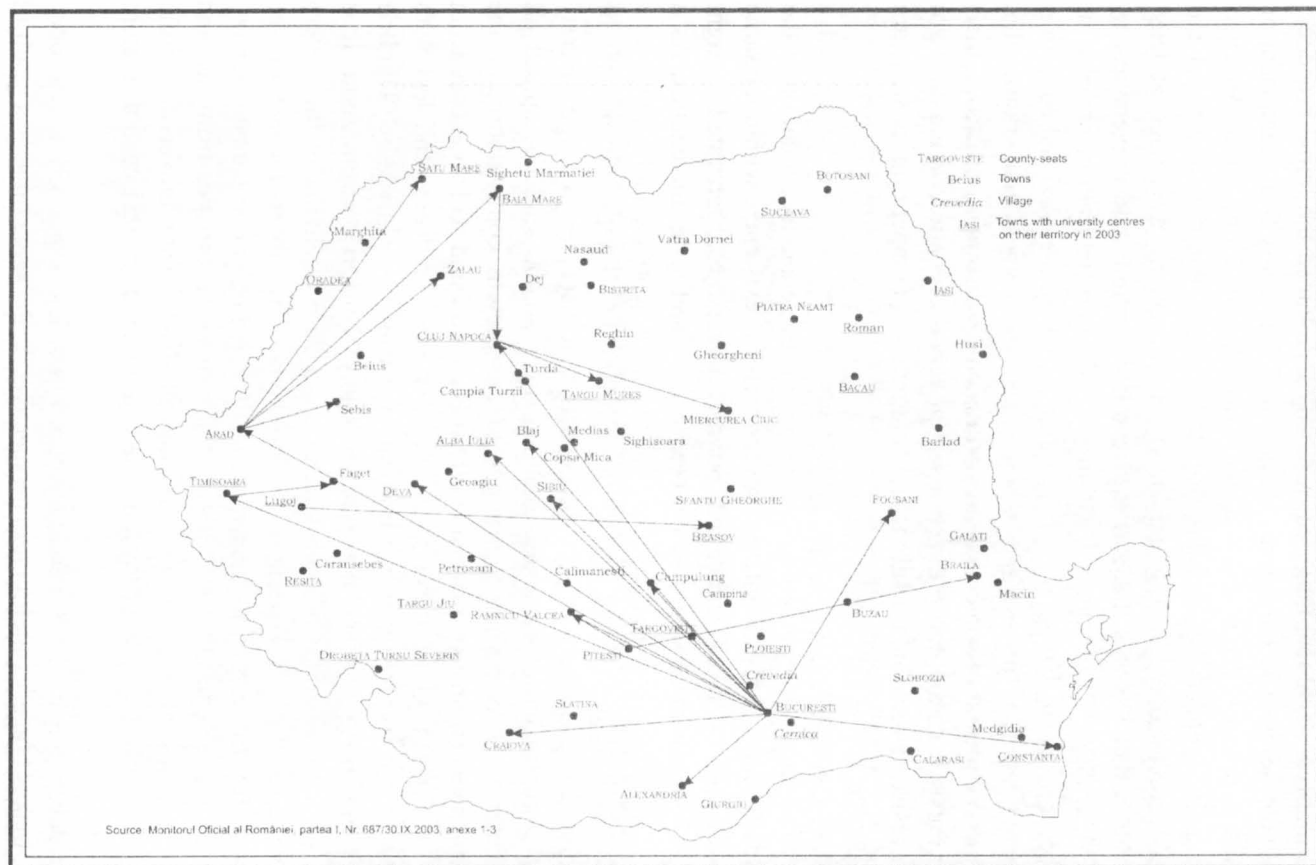 SATU MARE
Sighetu Marmatiei
BAIA MARE
BOTOSANI
SUCEAVA
TARGOVISTE County-seats
Beius Towns
Crevedia Village
IASI Towns with university centres
on their territory in 2003
Marghita
ZALAU
ORADEA
Nasaud
Vatra Dornei
Dej
BISTRITA
IASI
CLUJ NAPOCA
Reghin
PIATRA NEAMT
Roman
Gheorgheni
Husi
Beius
Turda
Campia Turzii
TARGU MURES
BACAU
Sebis
MIERCUREA CIUC
ARAD
ALBA IULIA
Blaj
Medias
Copsa Mica
Sighisoara
Barlad
TIMISOARA
Faget
DEVA
Geoagiu
SIBIU
SFANTU GHEORGHE
FOCSANI
Lugoj
BRASOV
GALATI
Caransebes
RESITA
Petrosani
Calimanesti
Campulung
Campina
BRAILA
Macin
BUZAU
TARGU JIU
RAMNICU VALCEA
TARGOVISTE
PITESTI
PLOIESTI
DROBETA TURNU SEVERIN
Crevedia
SLOBOZIA
SLATINA
BUCURESTI
Cernica
CRAIOVA
Medgidia
CONSTANTA
CALARASI
ALEXANDRIA
GIURGIU
Source: Monitorul Oficial al României, partea I, Nr. 687/30.IX.2003, anexe 1-3